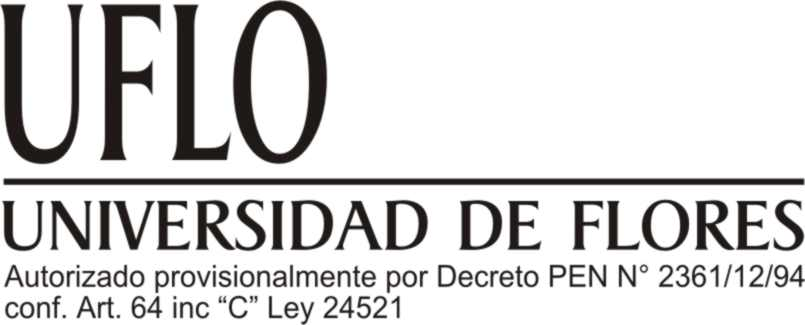 UFLO
UNIVERSIDAD DE FLORES
Autorizado provisionalmente por Decreto PEN N° 2361/12/94
conf. Art. 64 inc “C” Ley 24521